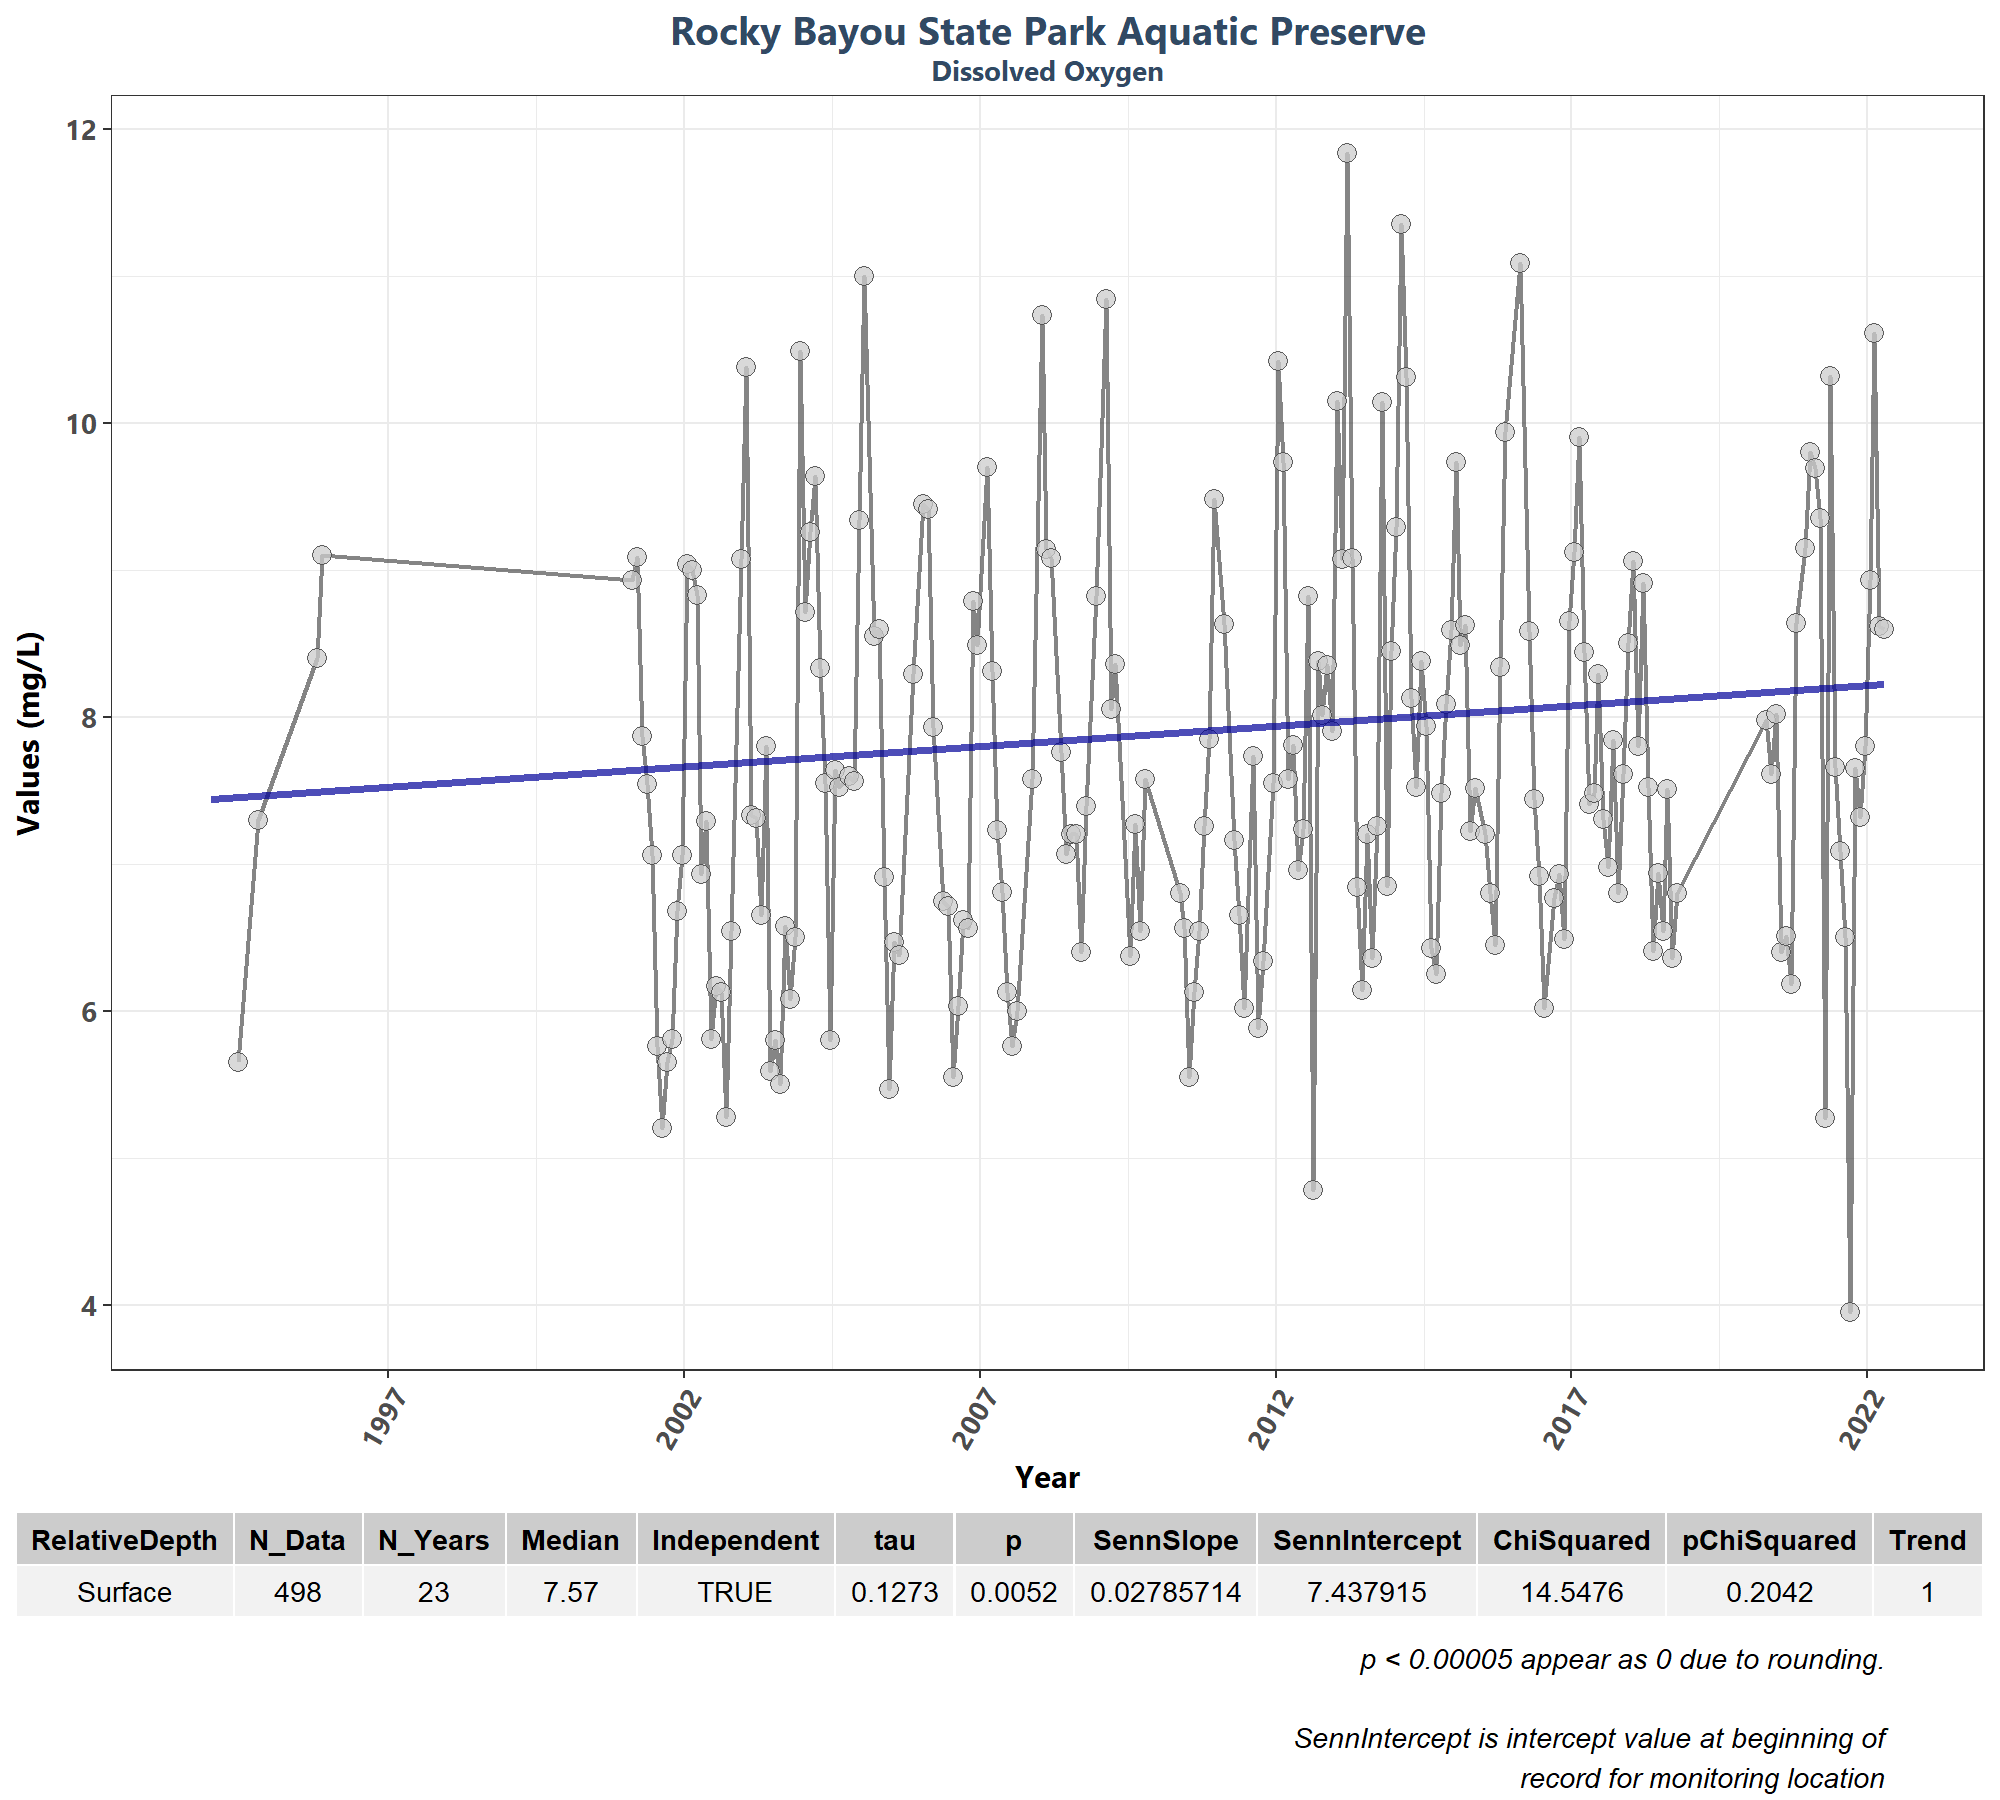 Rocky Bayou State Park Aquatic Preserve
Dissolved Oxygen
12
10
8
6
4
Values (mg/L)
1997
2002
2007
2012
2017
2022
Year
RelativeDepth N_Data N_Years Median Independent tau p SennSlope SennIntercept ChiSquared pChiSquared Trend
Surface 498 23 7.57 TRUE 0.1273 0.0052 0.02785714 7.437915 14.5476 0.2042 1
p < 0.00005 appear as 0 due to rounding.
SennIntercept is intercept value at beginning of
record for monitoring location